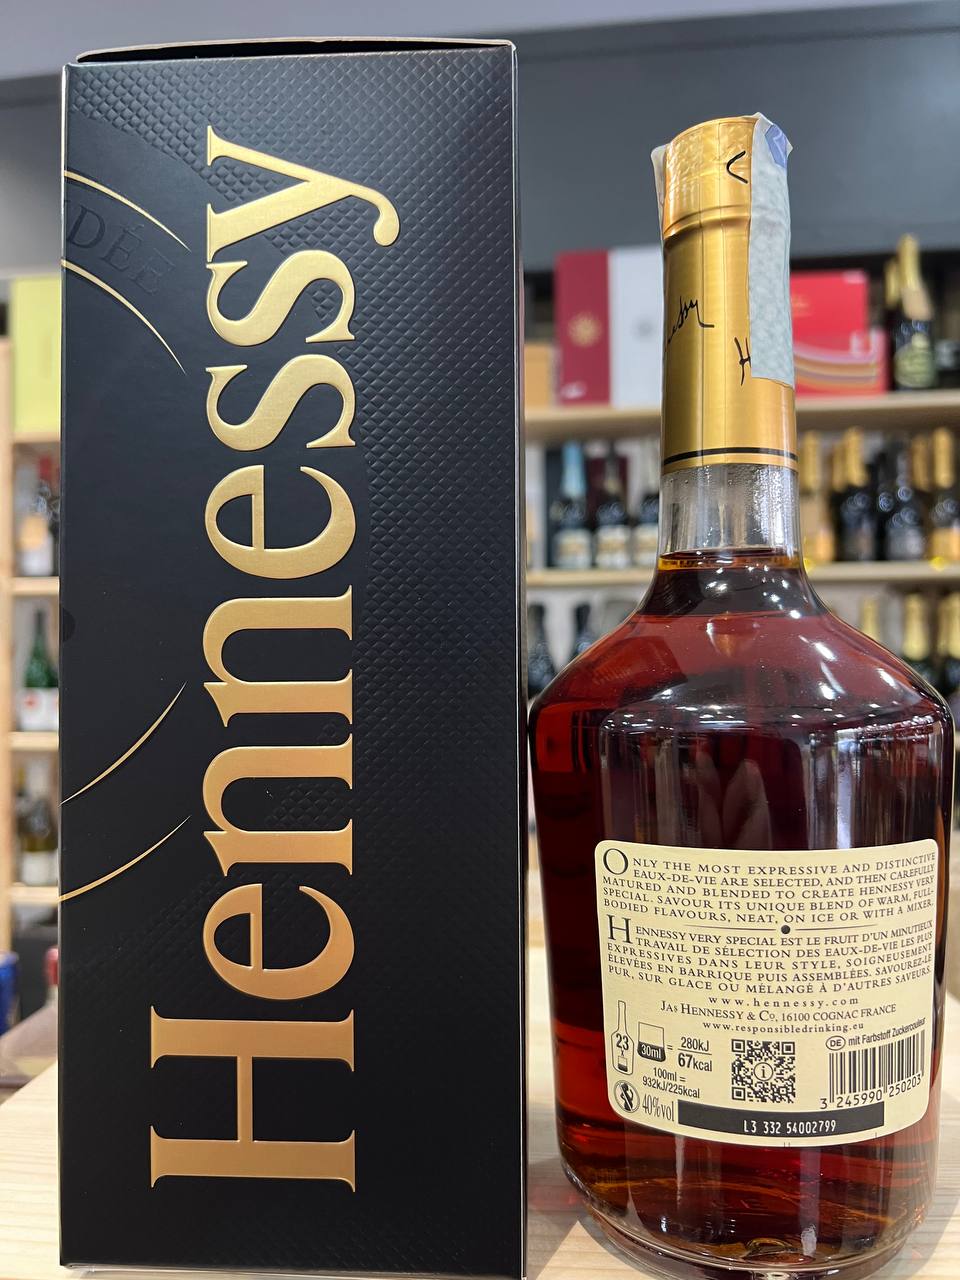 Hennessy
DÉE
essy
H
ONLY THE MOST EXPRESSIVE AND DISTINCTIVE
EAUX-DE-VIE ARE SELECTED, AND THEN CAREFULLY
MATURED AND BLENDED TO CREATE HENNESSY VERY
SPECIAL. SAVOUR ITS UNIQUE BLEND OF WARM, FULL-
BODIED FLAVOURS, NEAT, ON ICE OR WITH A MIXER.
HENNESSY VERY SPECIAL EST LE FRUIT D'UN MINUTIEUX
TRAVAIL DE SÉLECTION DES EAUX-DE-VIE LES PLUS
EXPRESSIVES DANS LEUR STYLE, SOIGNEUSEMENT
ÉLEVÉES EN BARRIQUE PUIS ASSEMBLÉES. SAVOUREZ-LE
PUR, SUR GLACE OU MÉLANGÉ À D'AUTRES SAVEURS.
www.hennessy.com
JAs HENNESSY & Co, 16100 COGNAC FRANCE
www.responsibledrinking.eu
DE mit Farbstoff Zuckercouleur
23 30ml = 280kJ
67kcal
100ml =
932kJ/225kcal
40%vol
3 245990 250203
L3 332 54002799